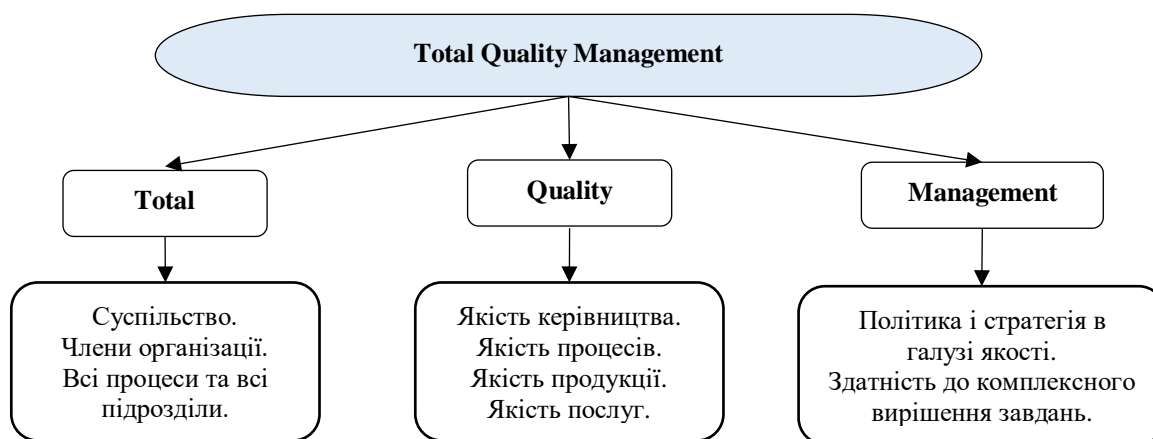 Total Quality Management
Total
Quality
Management
Суспільство.
Члени організації.
Всі процеси та всі
підрозділи.
Якість керівництва.
Якість процесів.
Якість продукції.
Якість послуг.
Політика і стратегія в
галузі якості.
Здатність до комплексного
вирішення завдань.